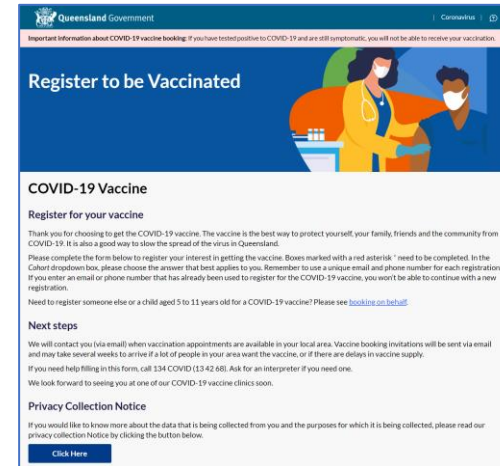 Queensland Government
Coronavirus
Important information about COVID-19 vaccine booking: If you have tested positive to COVID-19 and are still symptomatic, you will not be able to receive your vaccination.
Register to be Vaccinated
COVID-19 Vaccine
Register for your vaccine
Thank you for choosing to get the COVID-19 vaccine. The vaccine is the best way to protect yourself, your family, friends and the community from
COVID-19. It is also a good way to slow the spread of the virus in Queensland.
Please complete the form below to register your interest in getting the vaccine. Boxes marked with a red asterisk * need to be completed. In the
Cohort dropdown box, please choose the answer that best applies to you. Remember to use a unique email and phone number for each registration.
If you enter an email or phone number that has already been used to register for the COVID-19 vaccine, you won't be able to continue with a new
registration.
Need to register someone else or a child aged 5 to 11 years old for a COVID-19 vaccine? Please see booking on behalf.
Next steps
We will contact you (via email) when vaccination appointments are available in your local area. Vaccine booking invitations will be sent via email
and may take several weeks to arrive if a lot of people in your area want the vaccine, or if there are delays in vaccine supply.
If you need help filling in this form, call 134 COVID (13 42 68). Ask for an interpreter if you need one.
We look forward to seeing you at one of our COVID-19 vaccine clinics soon.
Privacy Collection Notice
If you would like to know more about the data that is being collected from you and the purposes for which it is being collected, please read our
privacy collection Notice by clicking the button below.
Click Here